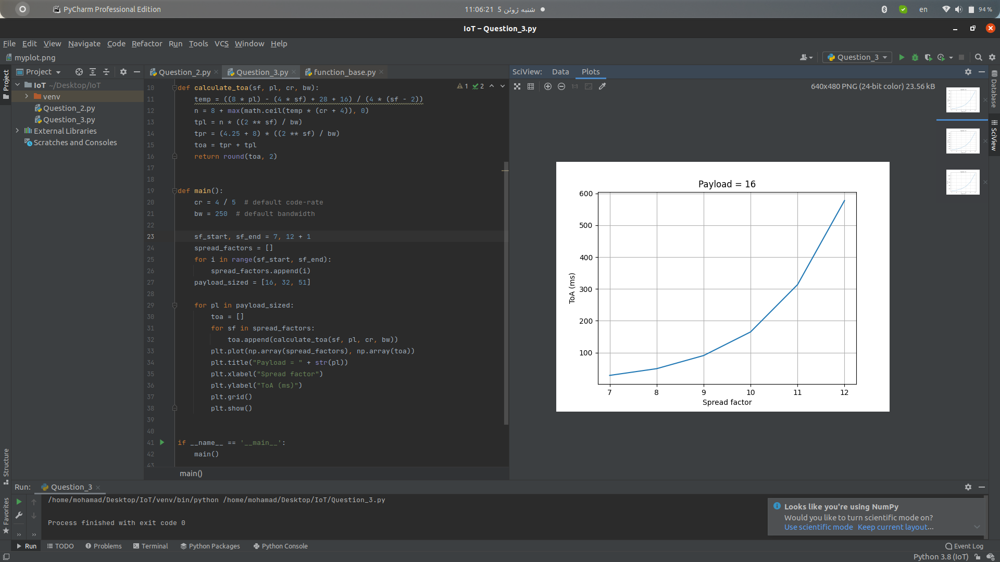 PyCharm Professional Edition
شنبه ژوئن 5 11:06:21
en
94 %
IoT – Question_3.py
File Edit View Navigate Code Refactor Run Tools VCS Window Help
myplot.png
Question_3
Project
Question_2.py
Question_3.py
function_base.py
SciView: Data Plots
Project
IoT ~/Desktop/IoT
venv
Question_2.py
Question_3.py
External Libraries
Scratches and Consoles
1 2
10 def calculate_toa(sf, pl, cr, bw):
11 temp = ((8 * pl) - (4 * sf) + 28 + 16) / (4 * (sf - 2))
12 n = 8 + max(math.ceil(temp * (cr + 4)), 0)
13 tpl = n * ((2 ** sf) / bw)
14 tpr = (4.25 + 8) * ((2 ** sf) / bw)
15 toa = tpr + tpl
16 return round(toa, 2)
17
18
19 def main():
20 cr = 4 / 5  # default code-rate
21 bw = 250  # default bandwidth
22
23 sf_start, sf_end = 7, 12 + 1
24 spread_factors = []
25 for i in range(sf_start, sf_end):
26 spread_factors.append(i)
27 payload_sized = [16, 32, 51]
28
29 for pl in payload_sized:
30 toa = []
31 for sf in spread_factors:
32 toa.append(calculate_toa(sf, pl, cr, bw))
33 plt.plot(np.array(spread_factors), np.array(toa))
34 plt.title("Payload = " + str(pl))
35 plt.xlabel("Spread factor")
36 plt.ylabel("ToA (ms)")
37 plt.grid()
38 plt.show()
39
40
41 if __name__ == '__main__':
42 main()
43
main()
1:1
640x480 PNG (24-bit color) 23.56 kB
Payload = 16
600
500
400
300
200
100
ToA (ms)
7 8 9 10 11 12
Spread factor
Database
SciView
Structure
Favorites
Run: Question_3
/home/mohamad/Desktop/IoT/venv/bin/python /home/mohamad/Desktop/IoT/Question_3.py
Process finished with exit code 0
Looks like you're using NumPy
Would you like to turn scientific mode on?
Use scientific mode Keep current layout...
Run TODO Problems Terminal Python Packages Python Console
Event Log
Python 3.8 (IoT)